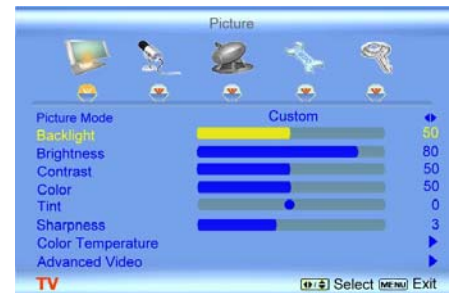 Picture
Picture Mode Custom
Backlight 50
Brightness 80
Contrast 50
Color 50
Tint 0
Sharpness 3
Color Temperature
Advanced Video
TV Select MENU Exit